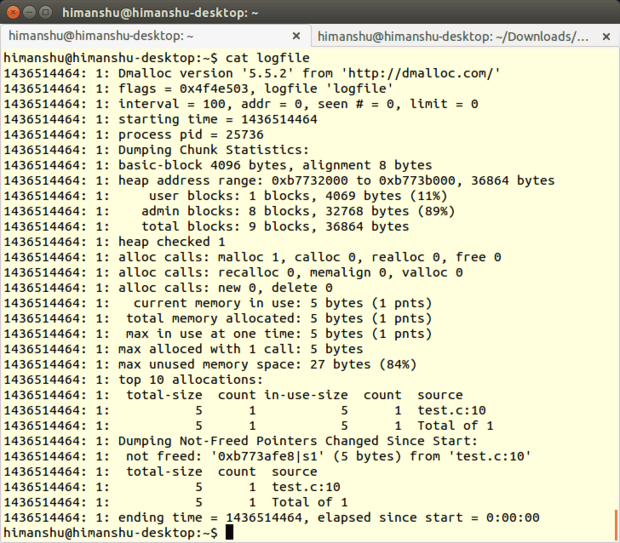 himanshu@himanshu-desktop: ~
himanshu@himanshu-desktop: ~ × himanshu@himanshu-desktop: ~/Downloads/... ×
himanshu@himanshu-desktop:~$ cat logfile
1436514464: 1: Dmalloc version '5.5.2' from 'http://dmalloc.com/'
1436514464: 1: flags = 0x4f4e503, logfile 'logfile'
1436514464: 1: interval = 100, addr = 0, seen # = 0, limit = 0
1436514464: 1: starting time = 1436514464
1436514464: 1: process pid = 25736
1436514464: 1: Dumping Chunk Statistics:
1436514464: 1: basic-block 4096 bytes, alignment 8 bytes
1436514464: 1: heap address range: 0xb7732000 to 0xb773b000, 36864 bytes
1436514464: 1:     user blocks: 1 blocks, 4069 bytes (11%)
1436514464: 1:    admin blocks: 8 blocks, 32768 bytes (89%)
1436514464: 1:    total blocks: 9 blocks, 36864 bytes
1436514464: 1: heap checked 1
1436514464: 1: alloc calls: malloc 1, calloc 0, realloc 0, free 0
1436514464: 1: alloc calls: recalloc 0, memalign 0, valloc 0
1436514464: 1: alloc calls: new 0, delete 0
1436514464: 1:   current memory in use: 5 bytes (1 pnts)
1436514464: 1:  total memory allocated: 5 bytes (1 pnts)
1436514464: 1:  max in use at one time: 5 bytes (1 pnts)
1436514464: 1: max alloced with 1 call: 5 bytes
1436514464: 1: max unused memory space: 27 bytes (84%)
1436514464: 1: top 10 allocations:
1436514464: 1:  total-size  count in-use-size  count  source
1436514464: 1:           5      1           5      1  test.c:10
1436514464: 1:           5      1           5      1  Total of 1
1436514464: 1: Dumping Not-Freed Pointers Changed Since Start:
1436514464: 1:  not freed: '0xb773afe8|s1' (5 bytes) from 'test.c:10'
1436514464: 1:  total-size  count  source
1436514464: 1:           5      1  test.c:10
1436514464: 1:           5      1  Total of 1
1436514464: 1: ending time = 1436514464, elapsed since start = 0:00:00
himanshu@himanshu-desktop:~$